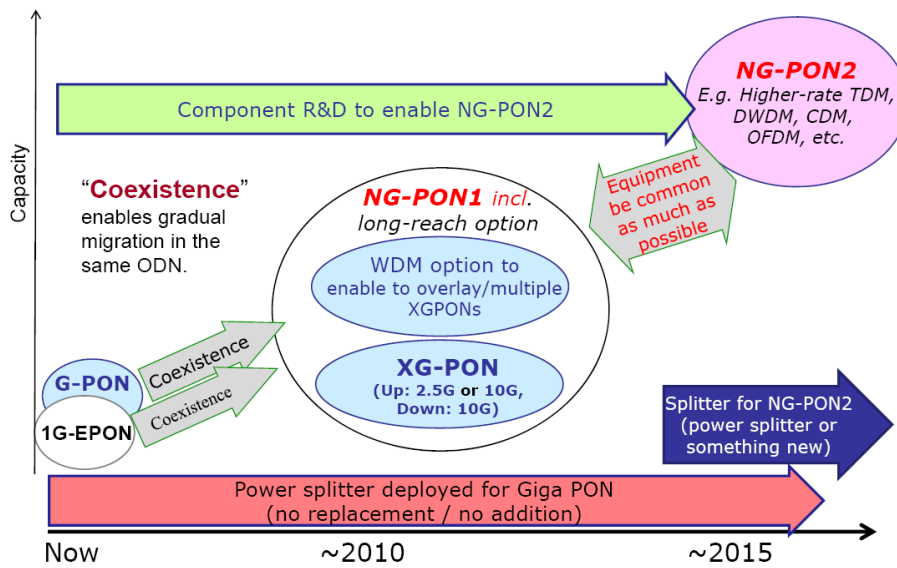 Capacity
Component R&D to enable NG-PON2
NG-PON2
E.g. Higher-rate TDM,
DWDM, CDM,
OFDM, etc.
“Coexistence”
enables gradual
migration in the
same ODN.
NG-PON1 incl.
long-reach option
Equipment
be common
as much as
possible
WDM option to
enable to overlay/multiple
XGPONs
XG-PON
(Up: 2.5G or 10G,
Down: 10G)
G-PON
1G-EPON
Coexistence
Coexistence
Splitter for NG-PON2
(power splitter or
something new)
Power splitter deployed for Giga PON
(no replacement / no addition)
Now
~2010
~2015